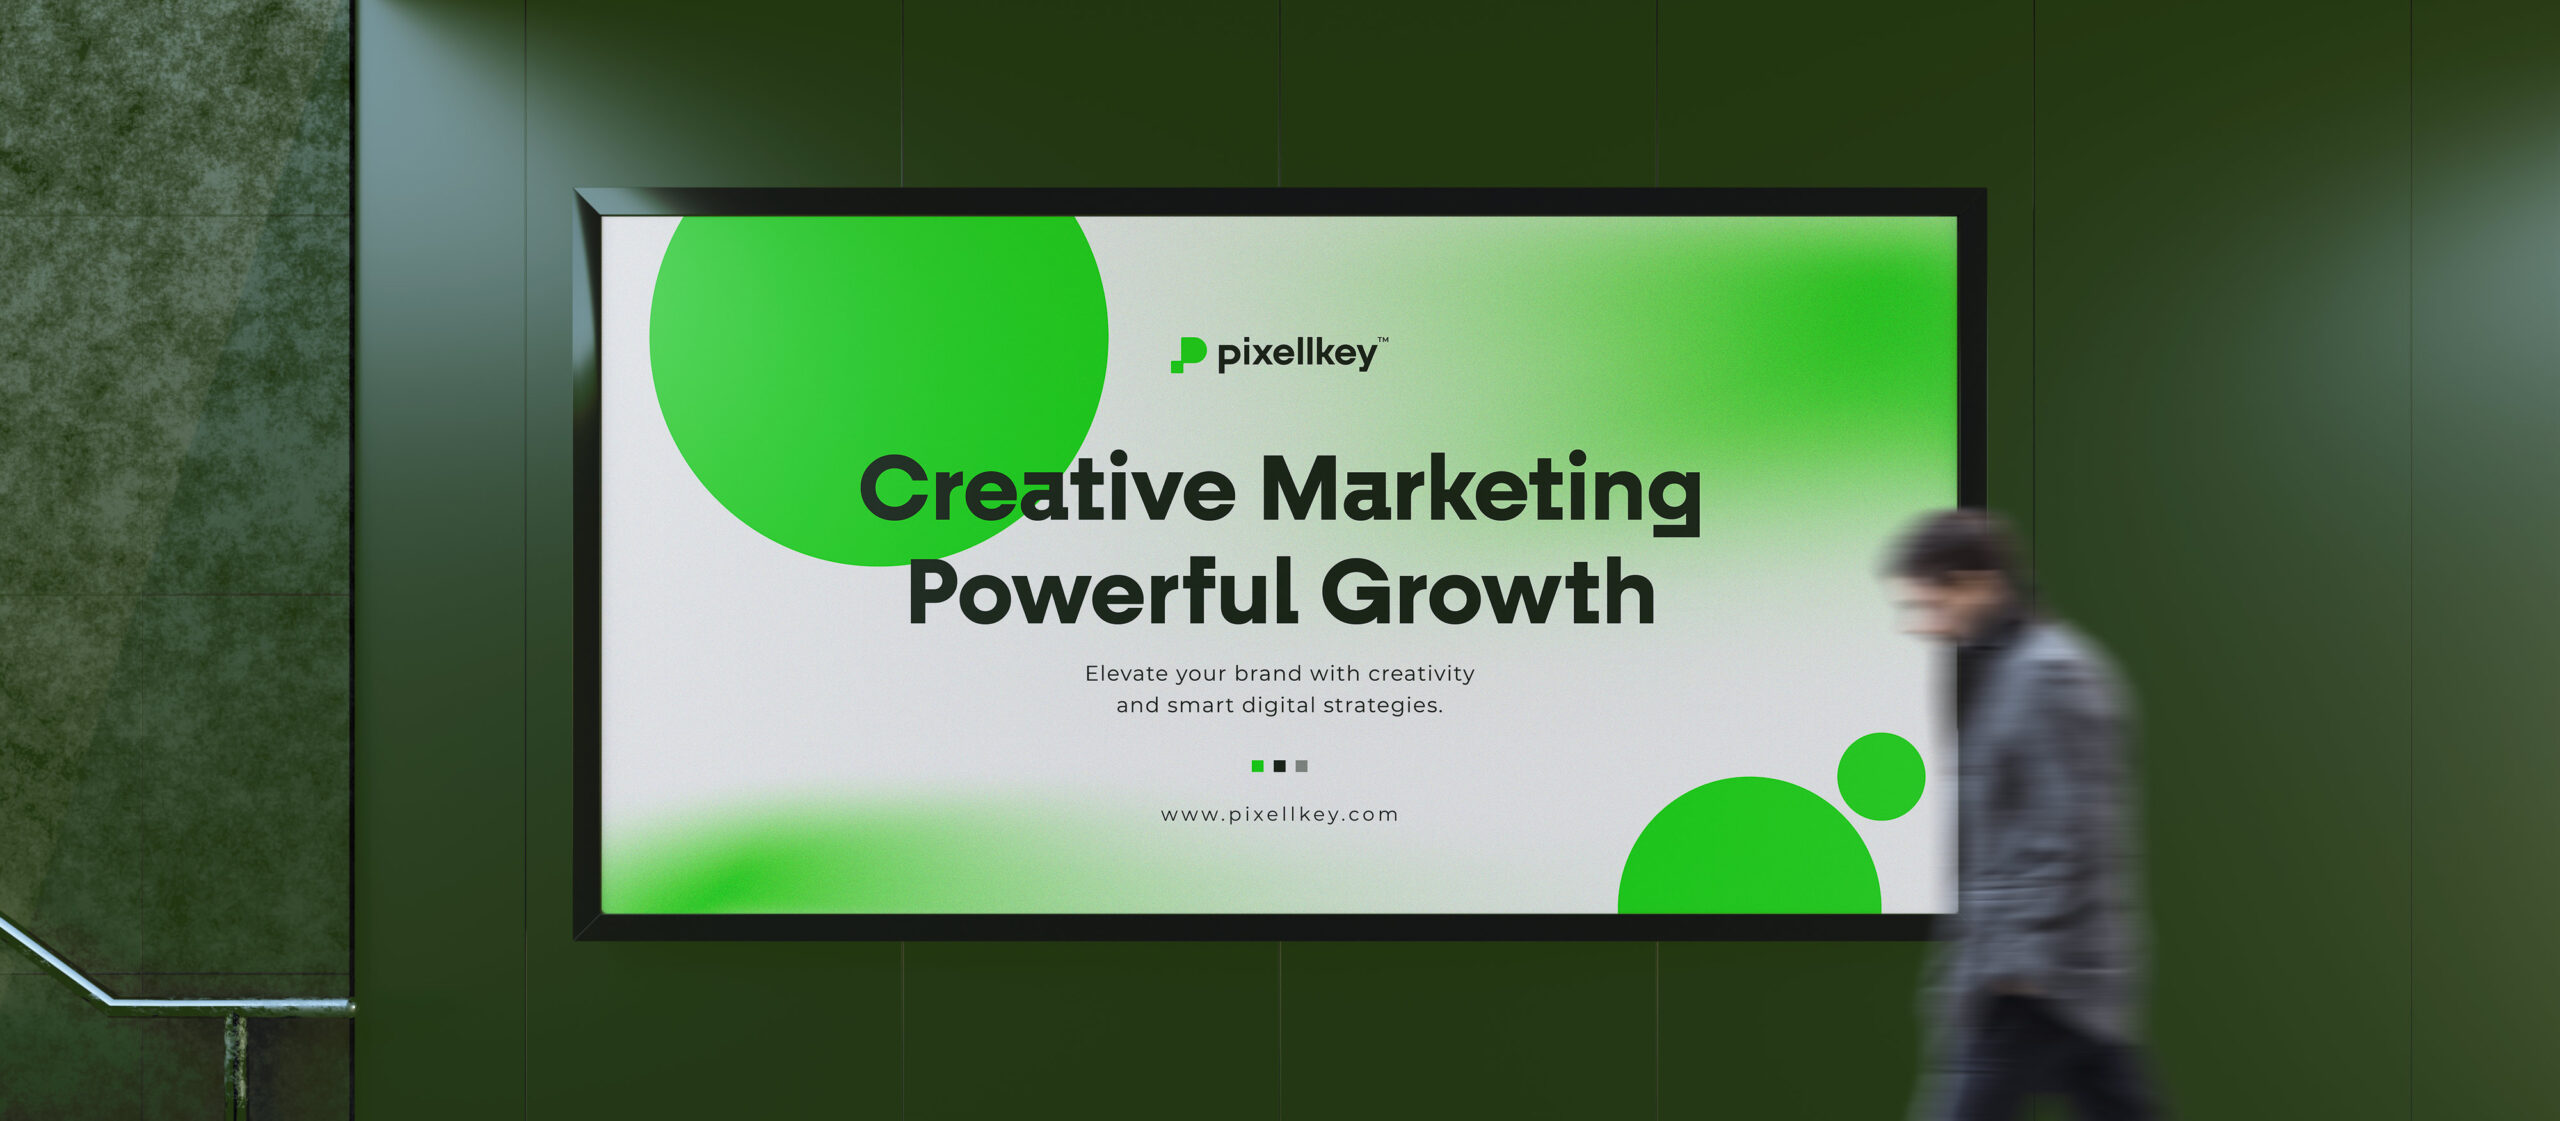 pixellkey™
Creative Marketing
Powerful Growth
Elevate your brand with creativity
and smart digital strategies.
www.pixellkey.com